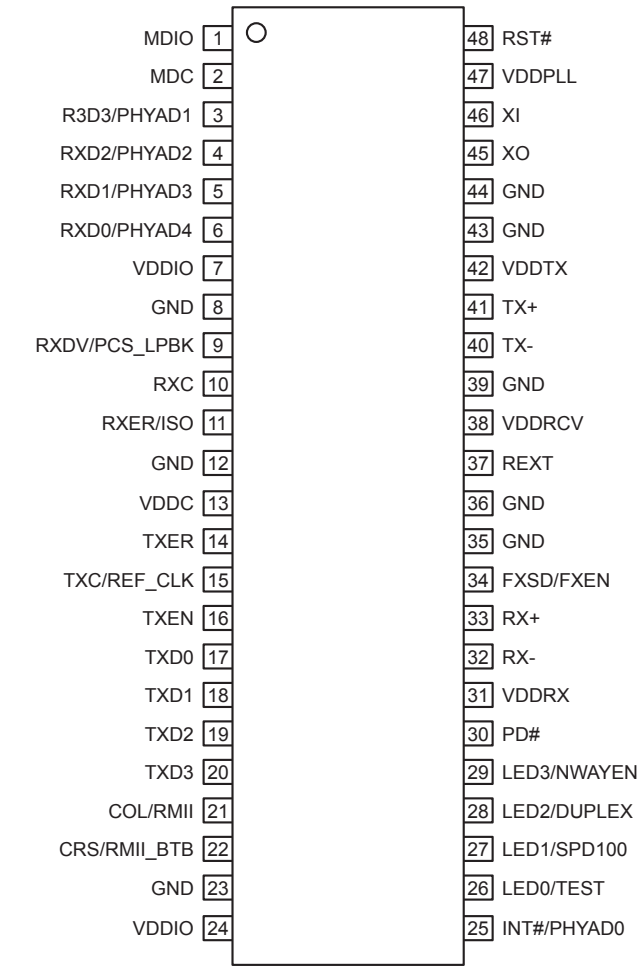 MDIO 1 48 RST#
MDC 2 47 VDDPLL
R3D3/PHYAD1 3 46 XI
RXD2/PHYAD2 4 45 XO
RXD1/PHYAD3 5 44 GND
RXD0/PHYAD4 6 43 GND
VDDIO 7 42 VDDTX
GND 8 41 TX+
RXDV/PCS_LPBK 9 40 TX-
RXC 10 39 GND
RXER/ISO 11 38 VDDRCV
GND 12 37 REXT
VDDC 13 36 GND
TXER 14 35 GND
TXC/REF_CLK 15 34 FXSD/FXEN
TXEN 16 33 RX+
TXD0 17 32 RX-
TXD1 18 31 VDDRX
TXD2 19 30 PD#
TXD3 20 29 LED3/NWAYEN
COL/RMII 21 28 LED2/DUPLEX
CRS/RMII_BTB 22 27 LED1/SPD100
GND 23 26 LED0/TEST
VDDIO 24 25 INT#/PHYAD0